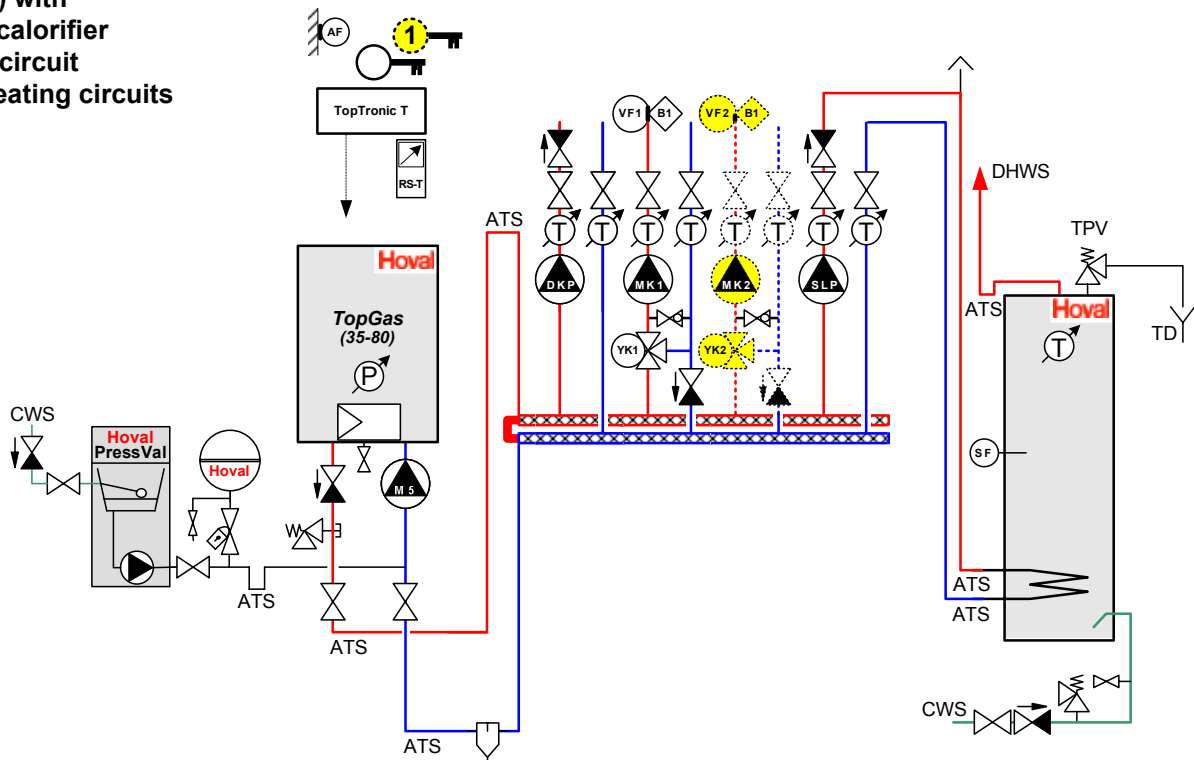 ) with
calorifier
circuit
eating circuits
AF
1
TopTronic T
RS-T
VF1
B1
VF2
B1
ATS
DHWS
TPV
T
T
T
T
T
T
T
T
Hoval
DKP
MK1
MK2
SLP
ATS
Hoval
TD
TopGas
(35-80)
P
YK1
YK2
T
CWS
Hoval
PressVal
Hoval
SF
M 5
ATS
ATS
ATS
ATS
CWS
ATS